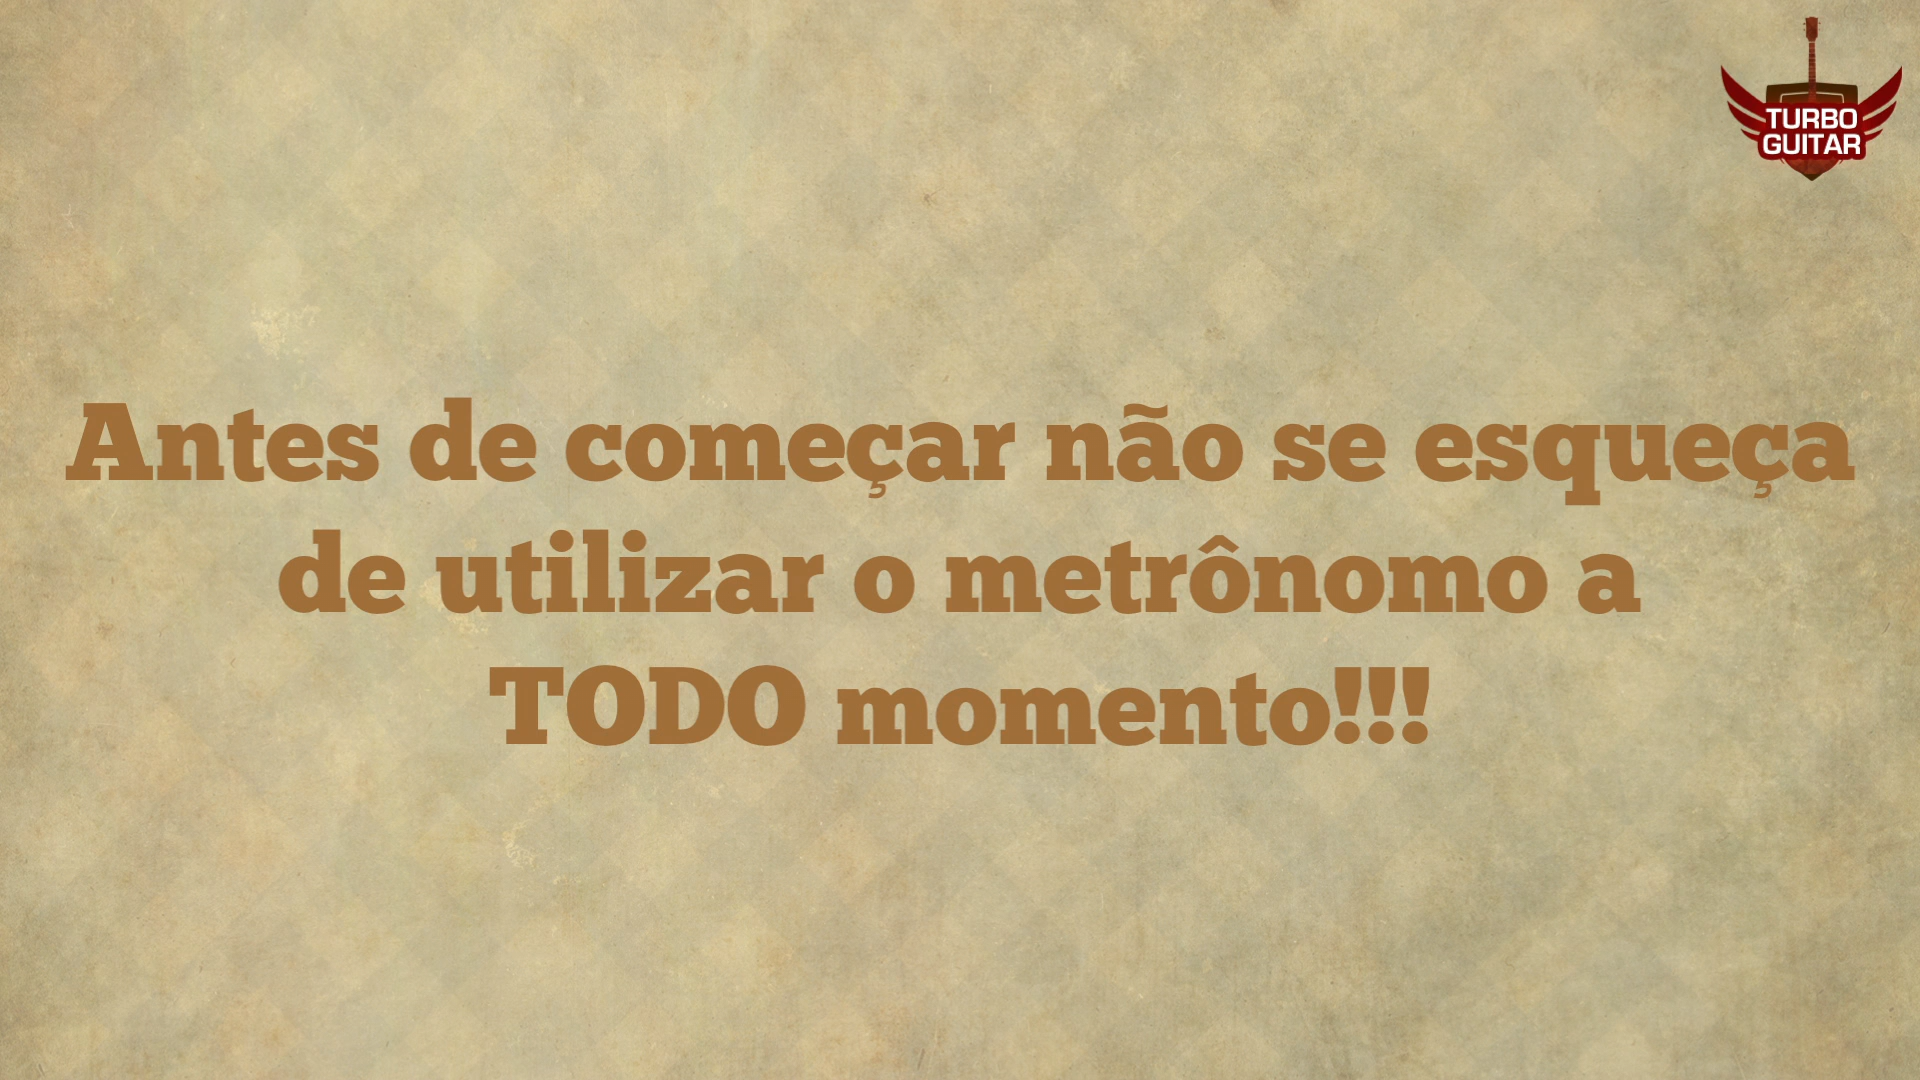 TURBO
GUITAR
Antes de começar não se esqueça
de utilizar o metrônomo a
TODO momento!!!